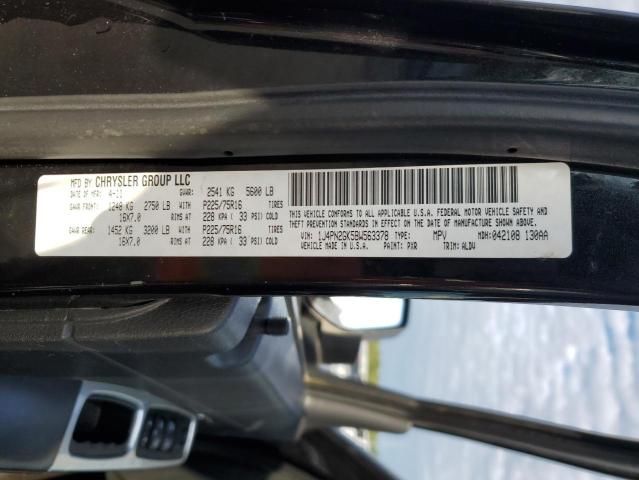 MFD BY CHRYSLER GROUP LLC
DATE OF MFR: 4-11 GVWR: 2541 KG 5600 LB
GAWR FRONT: 1248 KG 2750 LB WITH P225/75R16 TIRES
16X7.0 RIMS AT 228 KPA ( 33 PSI) COLD
GAWR REAR: 1452 KG 3200 LB WITH P225/75R16 TIRES
16X7.0 RIMS AT 228 KPA ( 33 PSI) COLD
THIS VEHICLE CONFORMS TO ALL APPLICABLE U.S.A. FEDERAL MOTOR VEHICLE SAFETY AND
THEFT PREVENTION STANDARDS IN EFFECT ON THE DATE OF MANUFACTURE SHOWN ABOVE.
VIN: 1J4PN2GK5BW563378 TYPE: MPV MDH: 042108 130AA
PAINT: PXR TRIM: ALDV